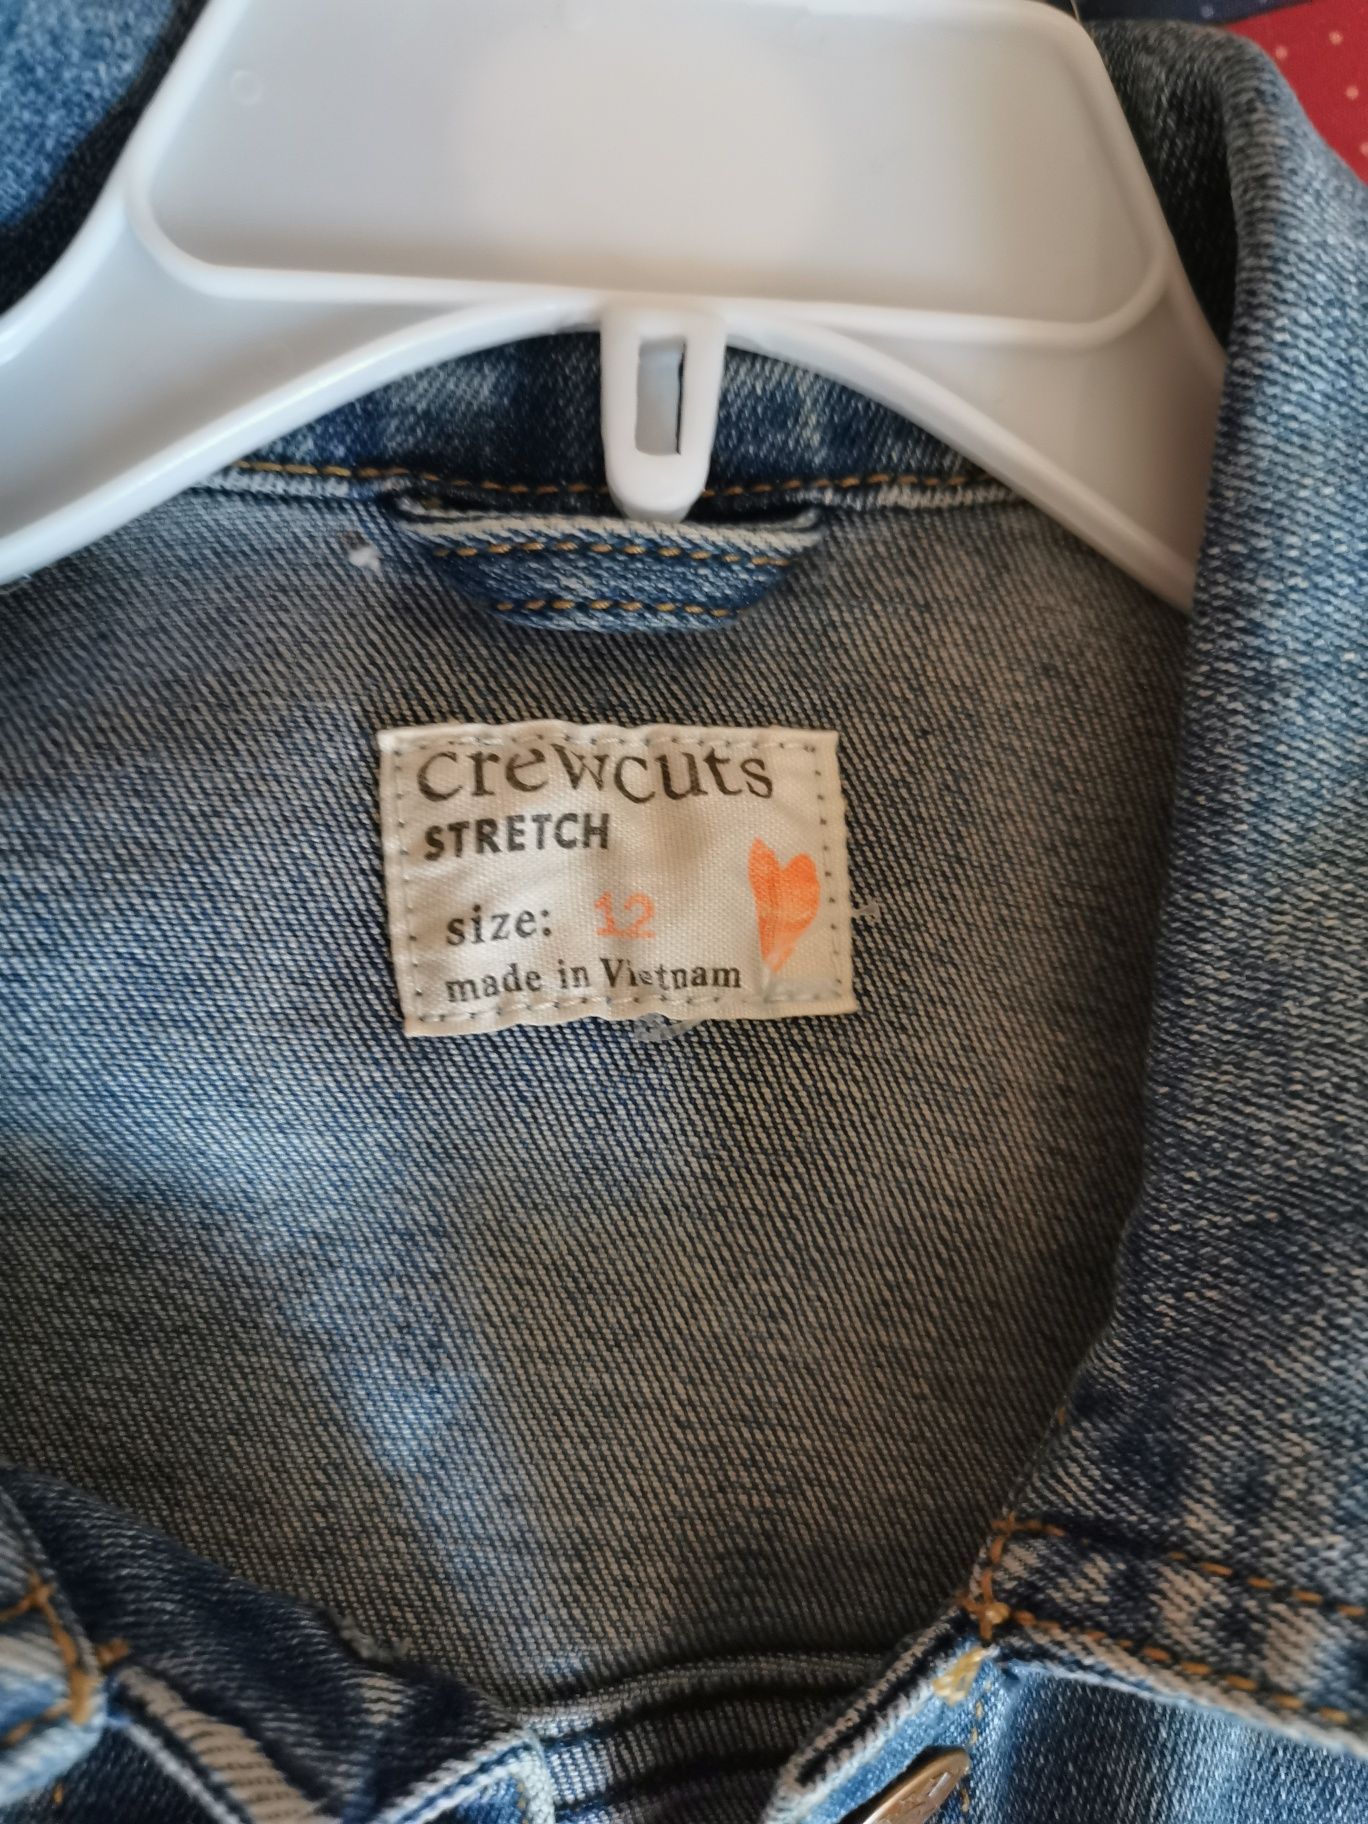 crewcuts
STRETCH
size: 12
made in Vietnam